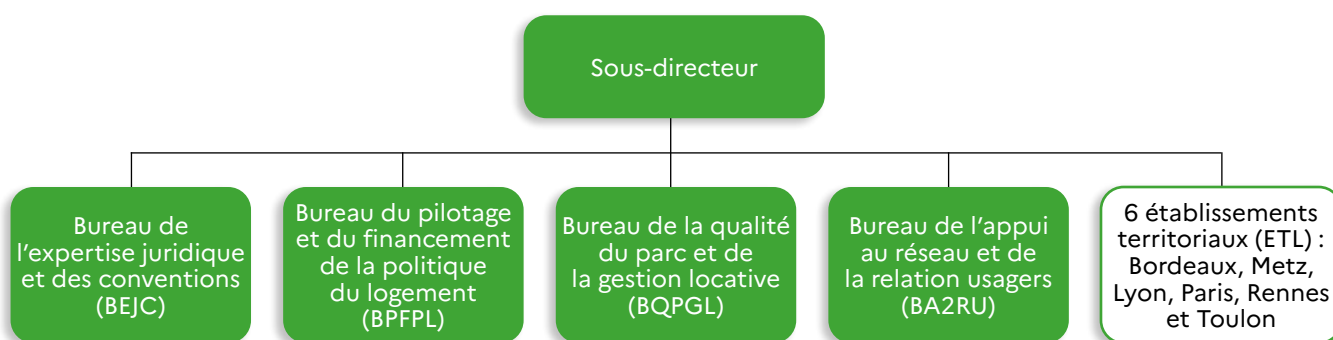 Sous-directeur
Bureau de
l’expertise juridique
et des conventions
(BEJC)
Bureau du pilotage
et du financement
de la politique
du logement
(BPFPL)
Bureau de la qualité
du parc et de
la gestion locative
(BQPGL)
Bureau de l’appui
au réseau et de
la relation usagers
(BA2RU)
6 établissements
territoriaux (ETL) :
Bordeaux, Metz,
Lyon, Paris, Rennes
et Toulon